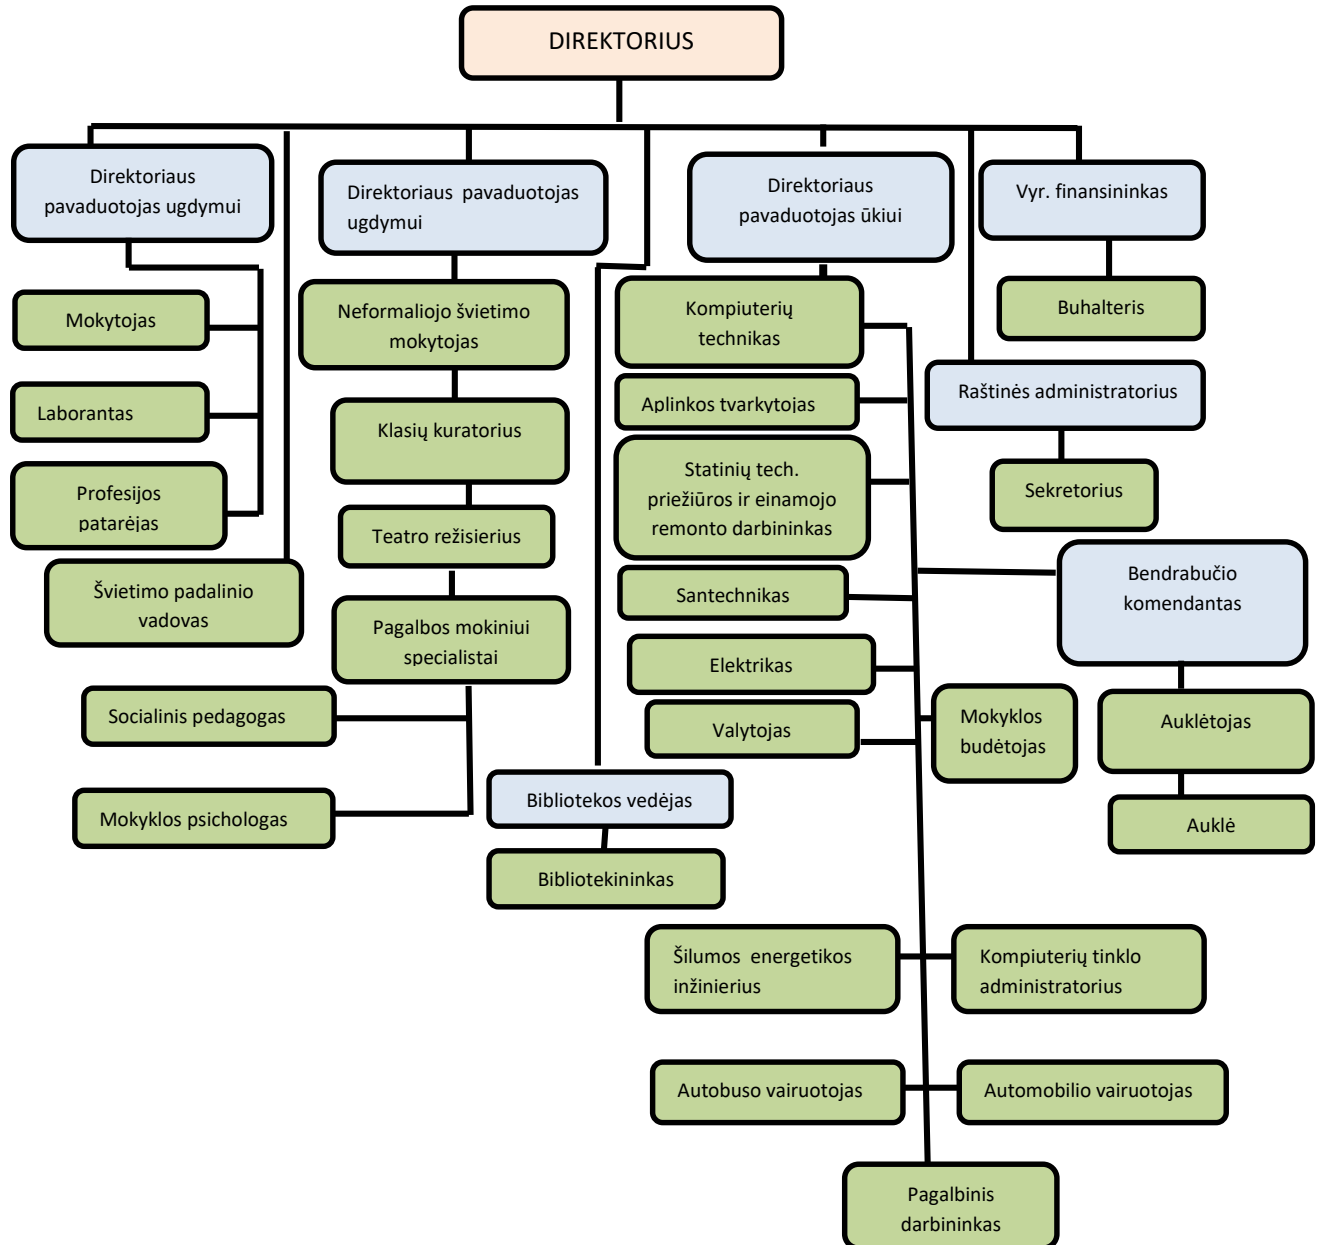 DIREKTORIUS
Direktoriaus
pavaduotojas ugdymui
Direktoriaus  pavaduotojas
ugdymui
Direktoriaus
pavaduotojas ūkiui
Vyr. finansininkas
Mokytojas
Neformaliojo švietimo
mokytojas
Kompiuterių
technikas
Buhalteris
Laborantas
Klasių kuratorius
Aplinkos tvarkytojas
Raštinės administratorius
Profesijos
patarėjas
Teatro režisierius
Statinių tech.
priežiūros ir einamojo
remonto darbininkas
Sekretorius
Švietimo padalinio
vadovas
Pagalbos mokiniui
specialistai
Santechnikas
Bendrabučio
komendantas
Elektrikas
Socialinis pedagogas
Valytojas
Mokyklos
budėtojas
Auklėtojas
Mokyklos psichologas
Bibliotekos vedėjas
Auklė
Bibliotekininkas
Šilumos  energetikos
inžinierius
Kompiuterių tinklo
administratorius
Autobuso vairuotojas
Automobilio vairuotojas
Pagalbinis
darbininkas